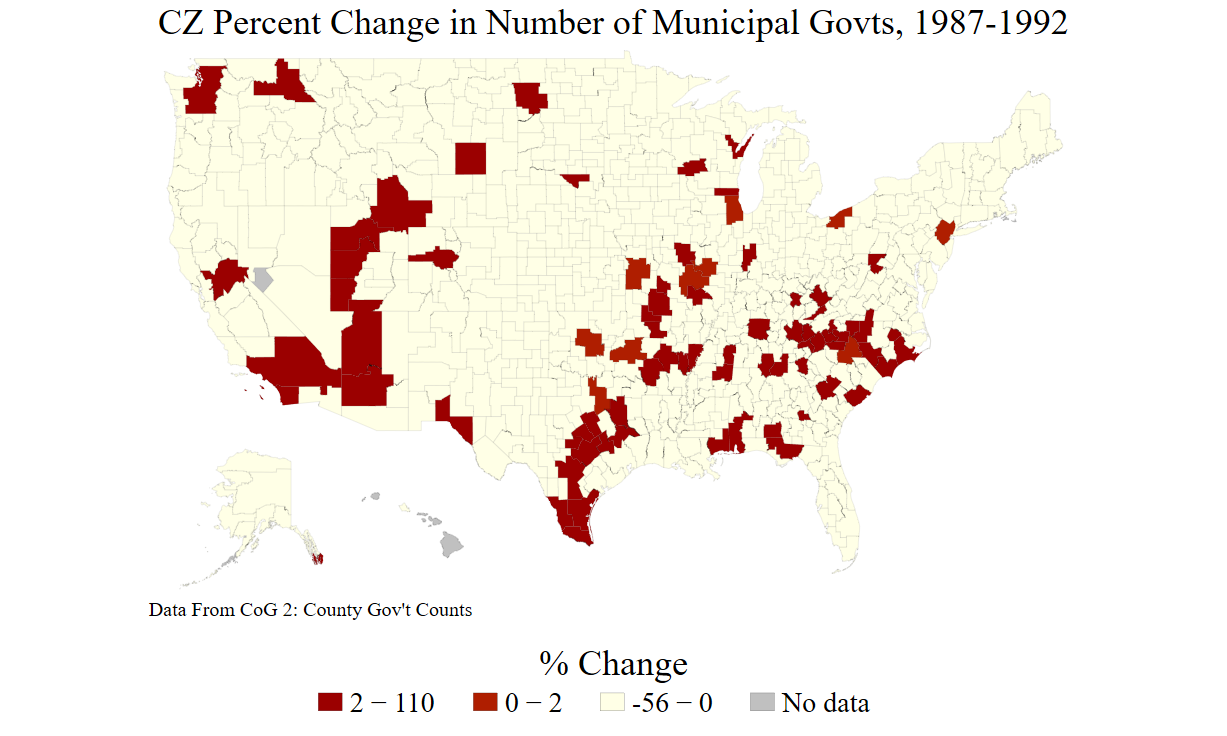 CZ Percent Change in Number of Municipal Govts, 1987-1992
Data From CoG 2: County Gov't Counts
% Change
2 − 110
0 − 2
-56 − 0
No data